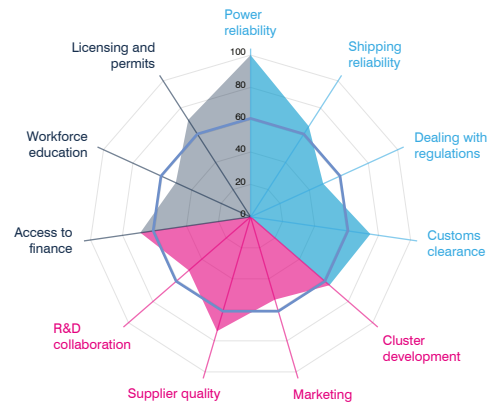 Power
reliability
Licensing and
permits
Shipping
reliability
100
80
60
40
20
0
Workforce
education
Dealing with
regulations
Access to
finance
Customs
clearance
R&D
collaboration
Cluster
development
Supplier quality
Marketing